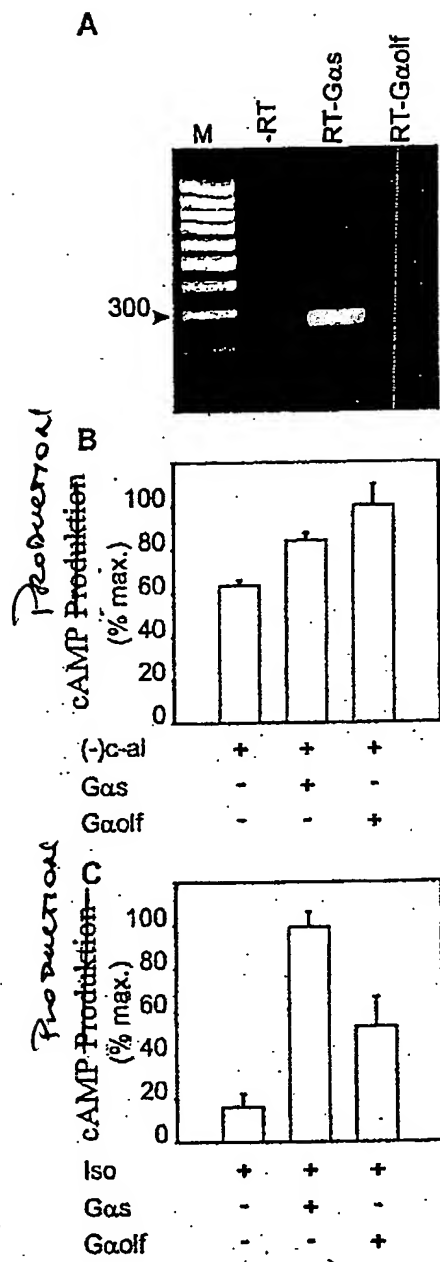 A
M -RT RT-Gαs RT-Gαolf
300
B
PRODUCTION
cAMP Produktion
(% max.)
100
80
60
40
20
0
(-)c-al + + +
Gαs - + -
Gαolf - - +
C
PRODUCTION
cAMP Produktion
(% max.)
100
80
60
40
20
0
Iso + + +
Gαs - + -
Gαolf - - +